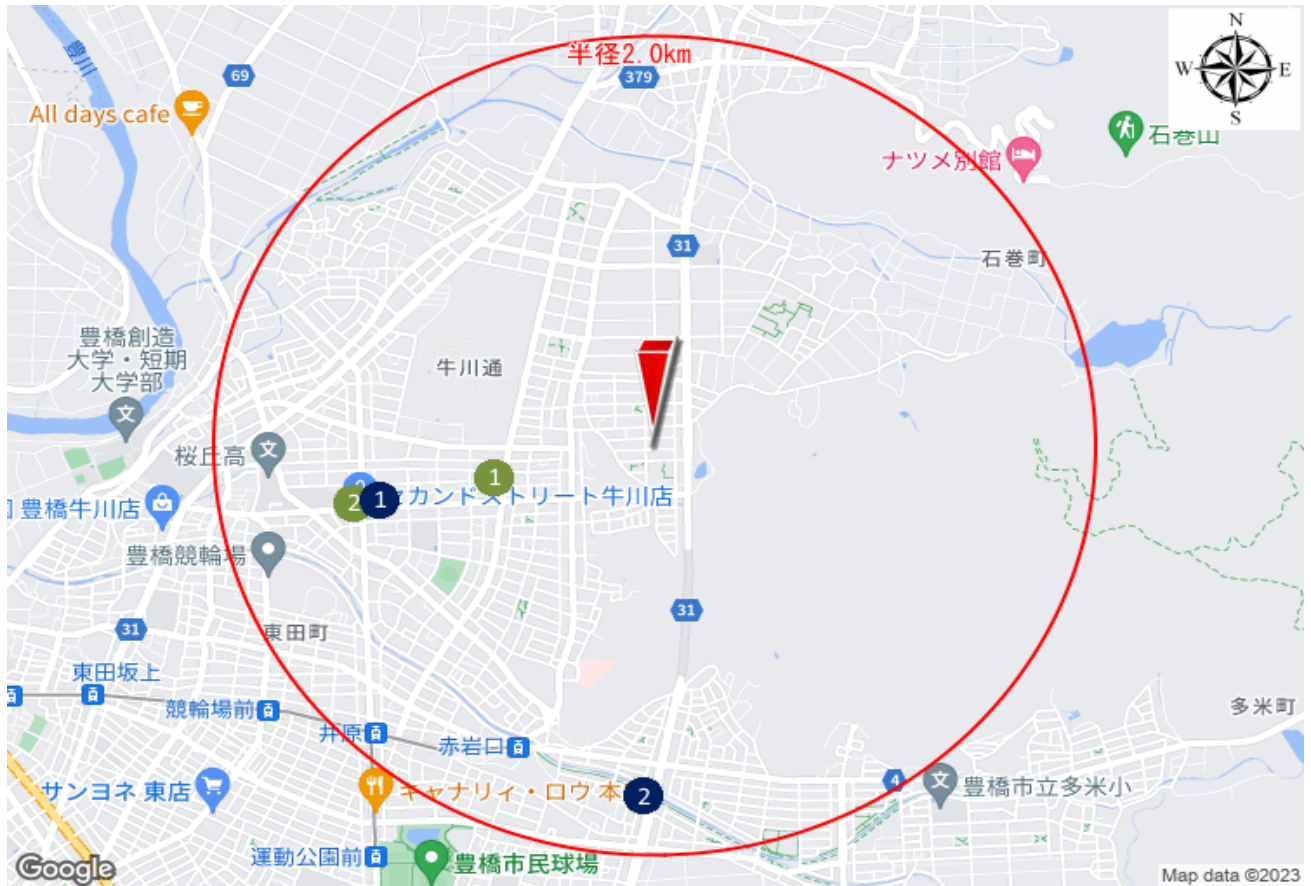 半径2.0km
N
W
E
S
豊川
69
379
All days cafe
石巻山
ナツメ別館
31
石巻町
豊橋創造
大学・短期
大学部
牛川通
桜丘高
1
2
1
セカンドストリート牛川店
豊橋牛川店
豊橋競輪場
31
31
東田町
東田坂上
競輪場前
多米町
井原
赤岩口
4
サンヨネ 東店
キャナリィ・ロウ 本
2
豊橋市立多米小
運動公園前
豊橋市民球場
Google
Map data ©2023